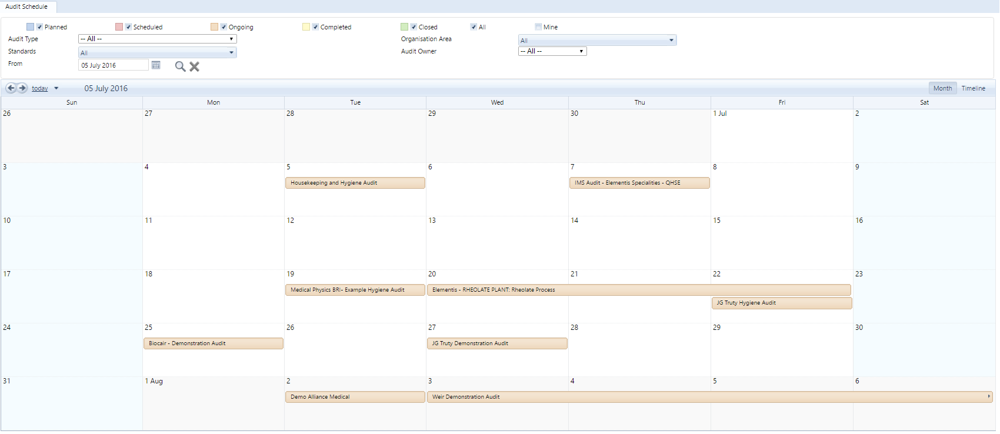 Audit Schedule
Planned Scheduled Ongoing Completed Closed All Mine
Audit Type -- All -- Organisation Area All
Standards All Audit Owner -- All --
From 05 July 2016
today 05 July 2016 Month Timeline
Sun Mon Tue Wed Thu Fri Sat
26 27 28 29 30 1 Jul 2
3 4 5 6 7 8 9
Housekeeping and Hygiene Audit IMS Audit - Elementis Specialities - QHSE
10 11 12 13 14 15 16
17 18 19 20 21 22 23
Medical Physics BRI- Example Hygiene Audit Elementis - RHEOLATE PLANT: Rheolate Process
JG Truty Hygiene Audit
24 25 26 27 28 29 30
Biocair - Demonstration Audit JG Truty Demonstration Audit
31 1 Aug 2 3 4 5 6
Demo Alliance Medical Weir Demonstration Audit